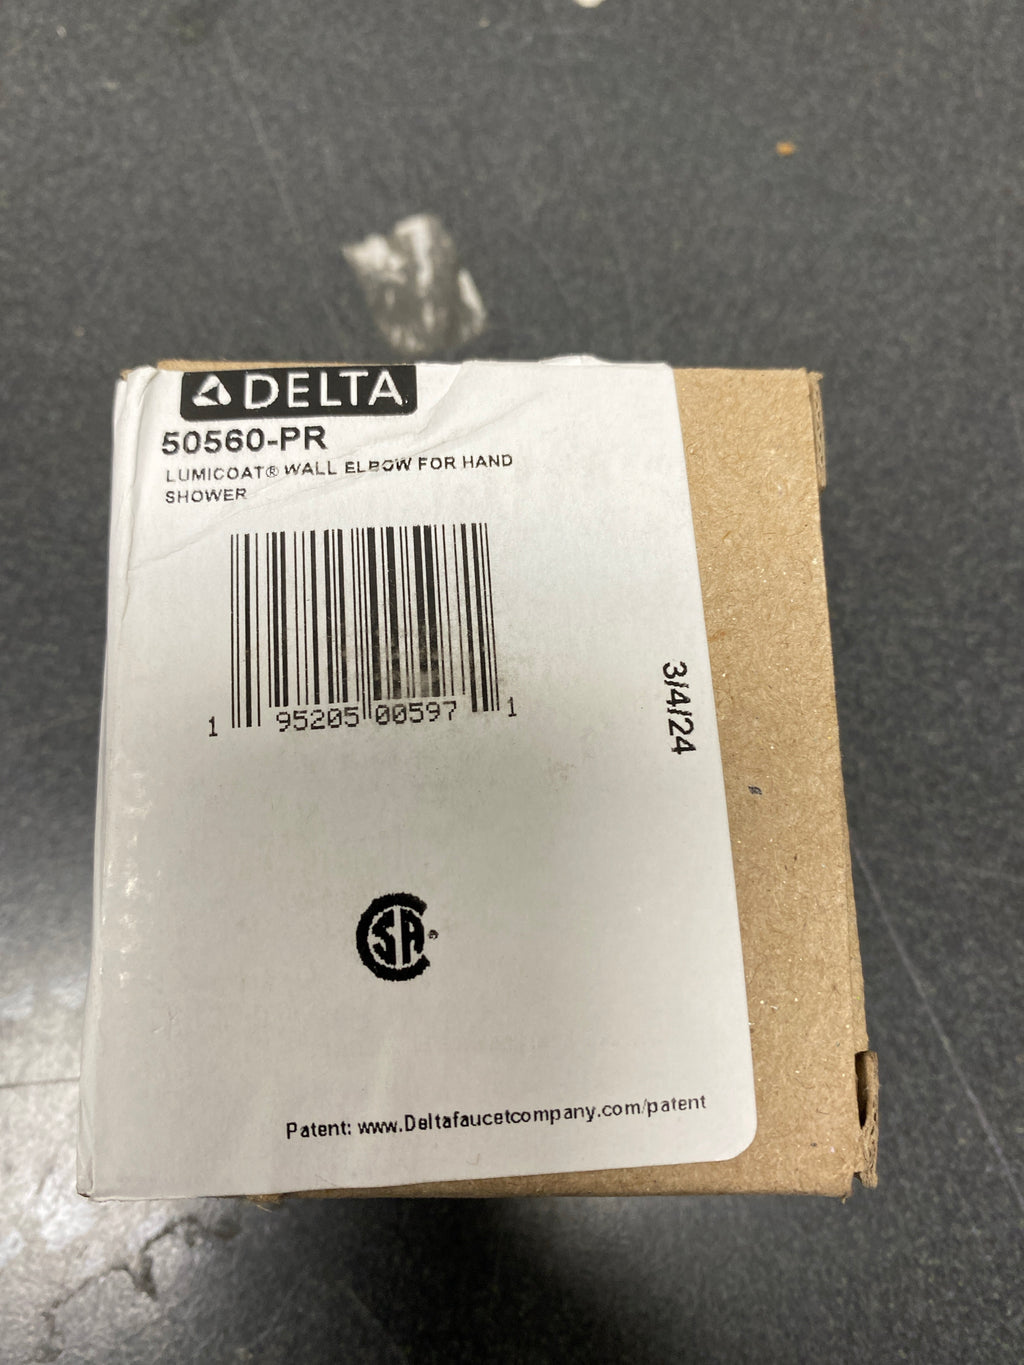 DELTA
50560-PR
LUMICOAT® WALL ELBOW FOR HAND
SHOWER
1 95205 00597 1
3/4/24
CSA®
Patent: www.Deltafaucetcompany.com/patent